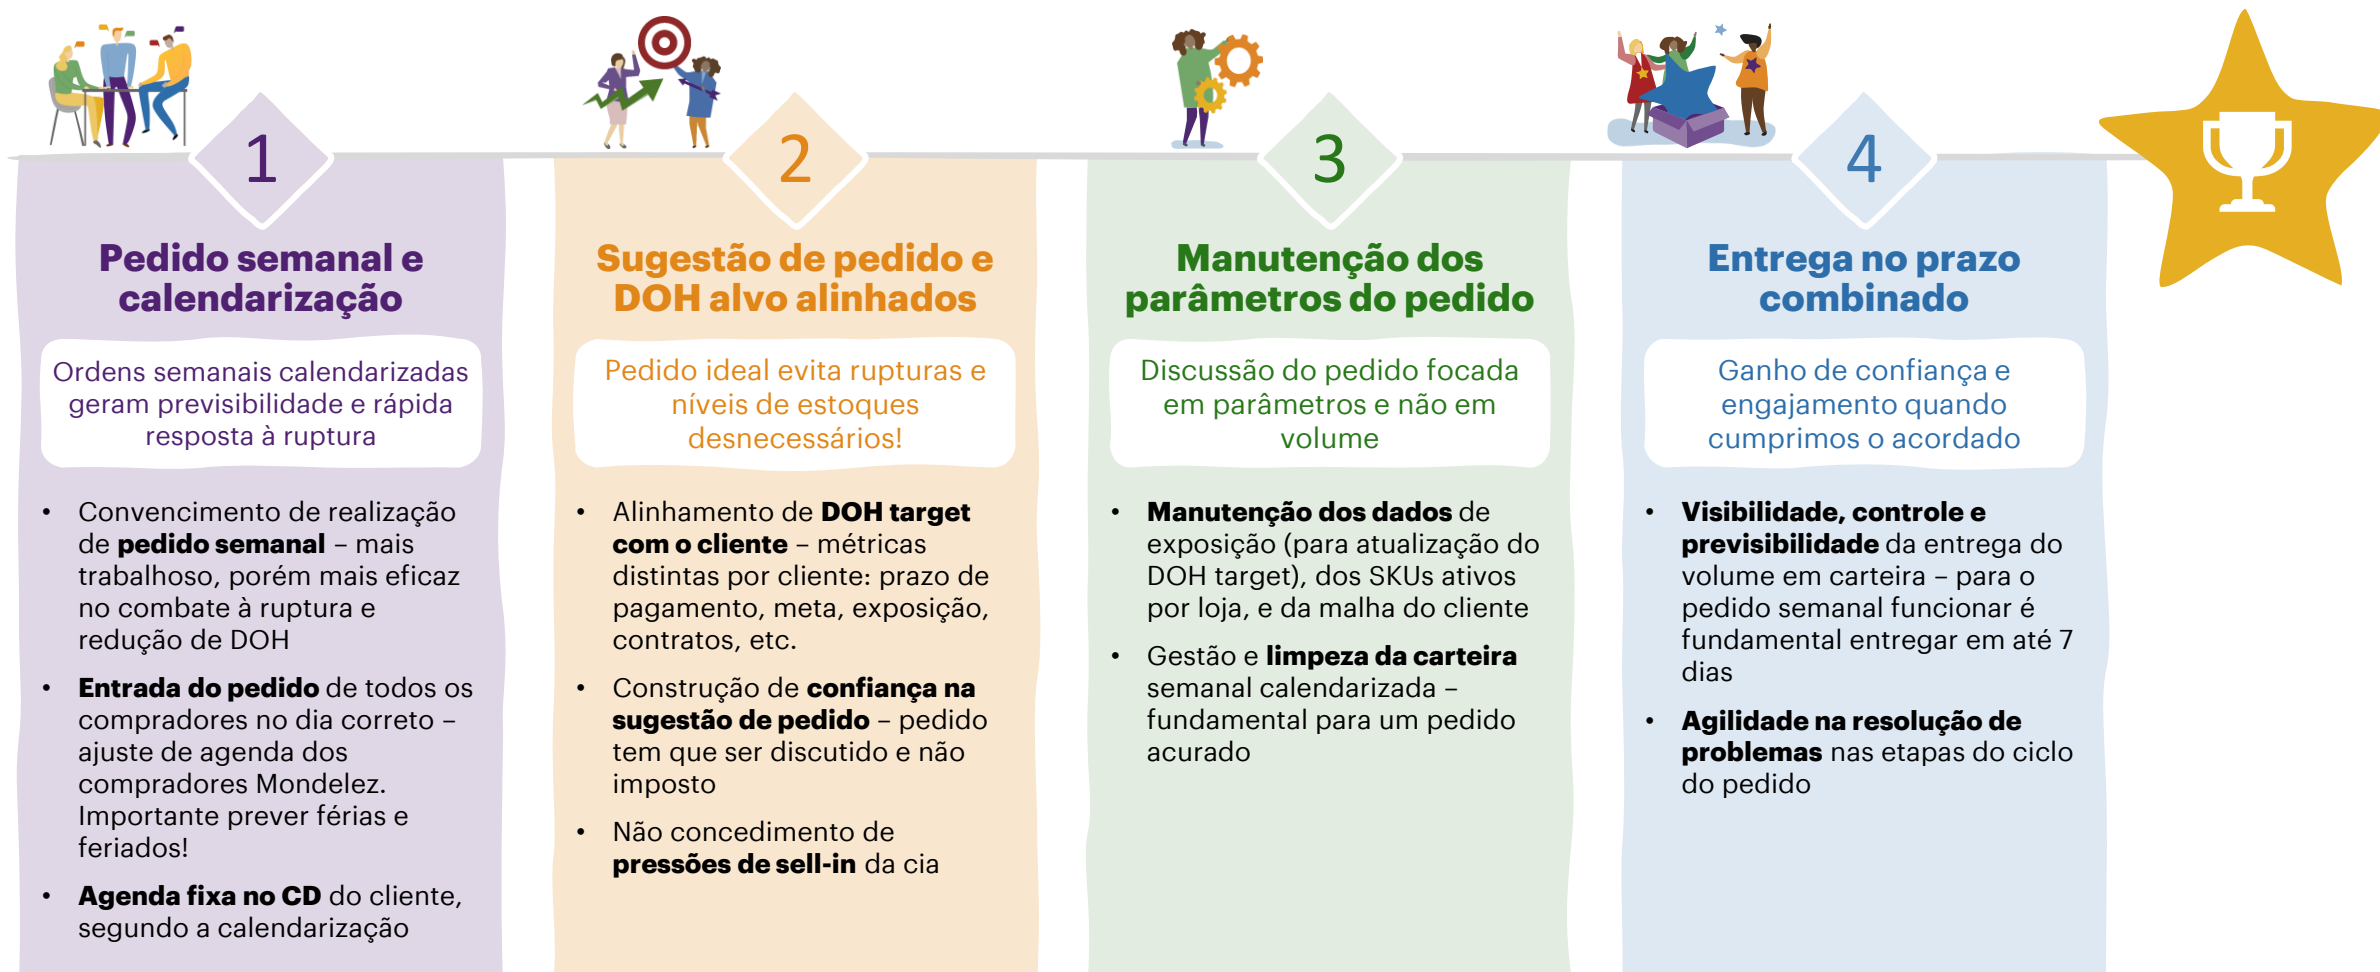 1
Pedido semanal e
calendarização
Ordens semanais calendarizadas
geram previsibilidade e rápida
resposta à ruptura
• Convencimento de realização
de pedido semanal – mais
trabalhoso, porém mais eficaz
no combate à ruptura e
redução de DOH
• Entrada do pedido de todos os
compradores no dia correto –
ajuste de agenda dos
compradores Mondelez.
Importante prever férias e
feriados!
• Agenda fixa no CD do cliente,
segundo a calendarização
2
Sugestão de pedido e
DOH alvo alinhados
Pedido ideal evita rupturas e
níveis de estoques
desnecessários!
• Alinhamento de DOH target
com o cliente – métricas
distintas por cliente: prazo de
pagamento, meta, exposição,
contratos, etc.
• Construção de confiança na
sugestão de pedido – pedido
tem que ser discutido e não
imposto
• Não concedimento de
pressões de sell-in da cia
3
Manutenção dos
parâmetros do pedido
Discussão do pedido focada
em parâmetros e não em
volume
• Manutenção dos dados de
exposição (para atualização do
DOH target), dos SKUs ativos
por loja, e da malha do cliente
• Gestão e limpeza da carteira
semanal calendarizada –
fundamental para um pedido
acurado
4
Entrega no prazo
combinado
Ganho de confiança e
engajamento quando
cumprimos o acordado
• Visibilidade, controle e
previsibilidade da entrega do
volume em carteira – para o
pedido semanal funcionar é
fundamental entregar em até 7
dias
• Agilidade na resolução de
problemas nas etapas do ciclo
do pedido